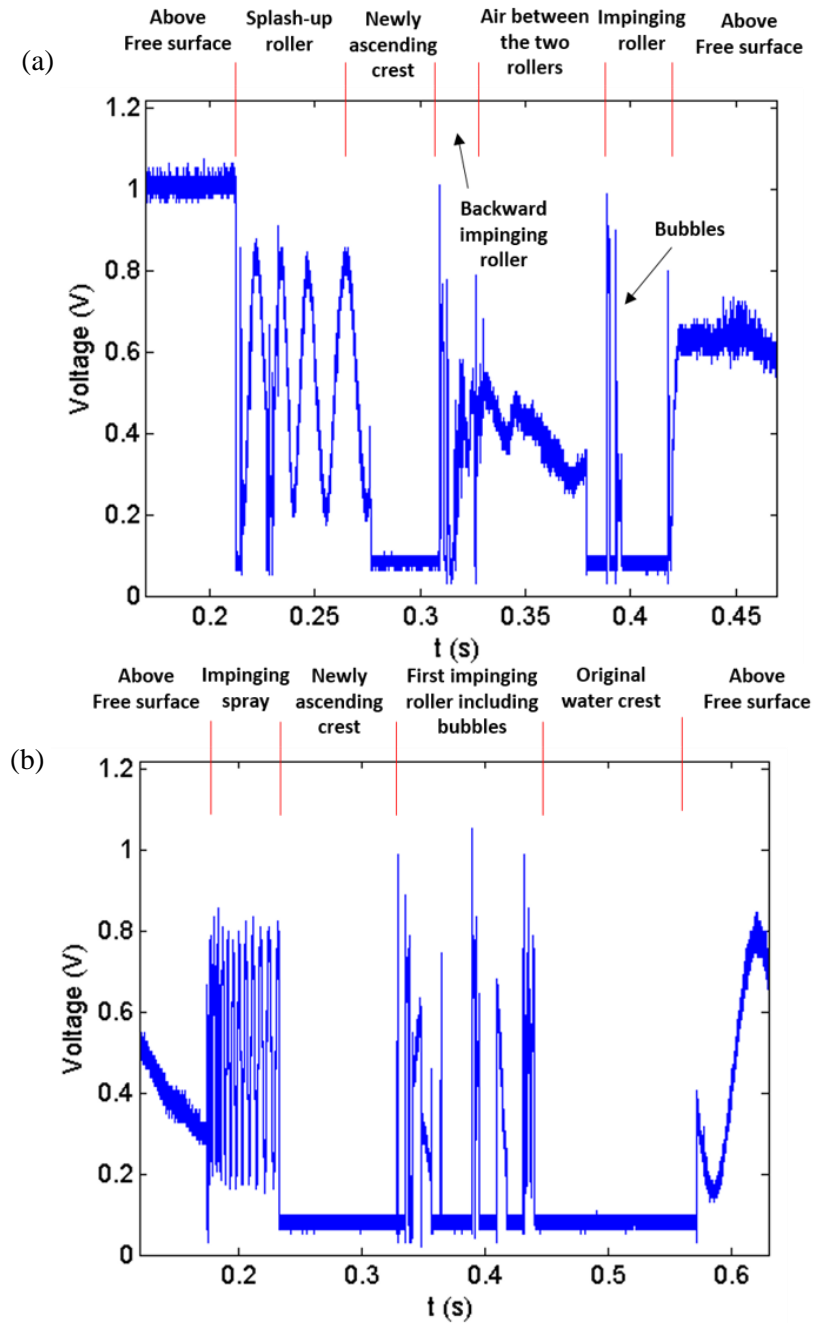 Above
Free surface
Splash-up
roller
Newly
ascending
crest
Air between
the two
rollers
Impinging
roller
Above
Free surface
(a)
1.2
1
0.8
0.6
0.4
0.2
0
Voltage (V)
Backward
impinging
roller
Bubbles
0.2
0.25
0.3
0.35
0.4
0.45
t (s)
Above
Free surface
Impinging
spray
Newly
ascending
crest
First impinging
roller including
bubbles
Original
water crest
Above
Free surface
(b)
1.2
1
0.8
0.6
0.4
0.2
0
Voltage (V)
0.2
0.3
0.4
0.5
0.6
t (s)